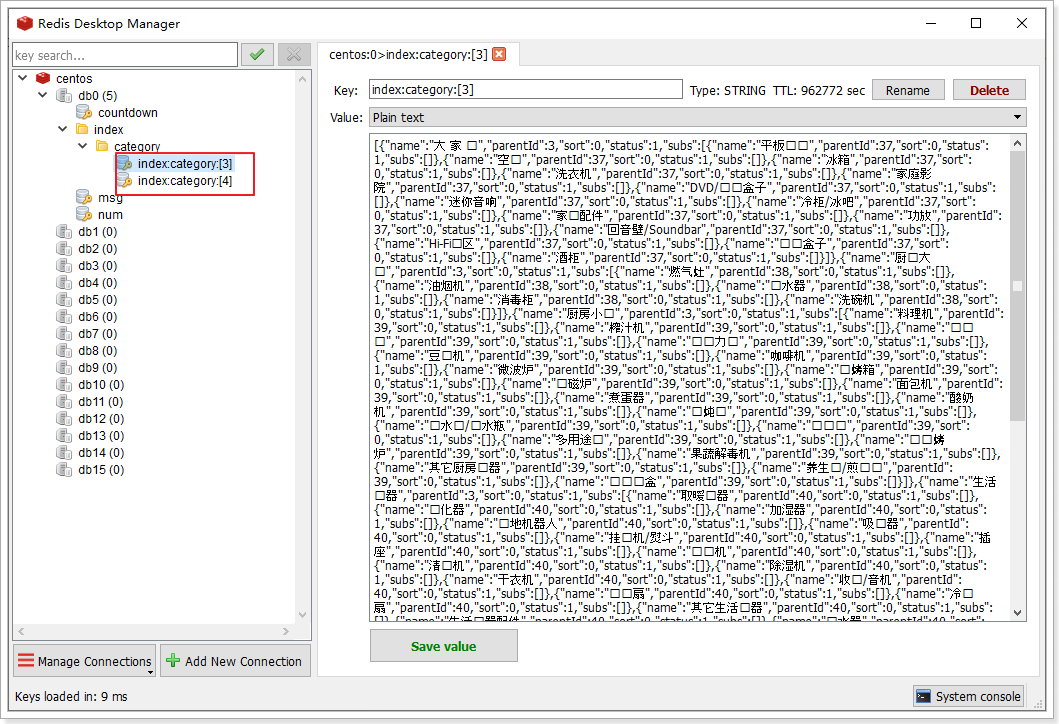 Redis Desktop Manager
key search...
centos
db0 (5)
countdown
index
category
index:category:[3]
index:category:[4]
msg
num
db1 (0)
db2 (0)
db3 (0)
db4 (0)
db5 (0)
db6 (0)
db7 (0)
db8 (0)
db9 (0)
db10 (0)
db11 (0)
db12 (0)
db13 (0)
db14 (0)
db15 (0)
Manage Connections
Add New Connection
Keys loaded in: 9 ms
centos:0>index:category:[3]
Key: index:category:[3] Type: STRING TTL: 962772 sec Rename Delete
Value: Plain text
[{"name":"大 家 □","parentId":3,"sort":0,"status":1,"subs":[{"name":"平板□□","parentId":37,"sort":0,"status":
1,"subs":[]},{"name":"空□","parentId":37,"sort":0,"status":1,"subs":[]},{"name":"冰箱","parentId":37,"sort":
0,"status":1,"subs":[]},{"name":"洗衣机","parentId":37,"sort":0,"status":1,"subs":[]},{"name":"家庭影
院","parentId":37,"sort":0,"status":1,"subs":[]},{"name":"DVD/□□盒子","parentId":37,"sort":0,"status":1,"subs":
[]},{"name":"迷你音响","parentId":37,"sort":0,"status":1,"subs":[]},{"name":"冷柜/冰吧","parentId":37,"sort":
0,"status":1,"subs":[]},{"name":"家□配件","parentId":37,"sort":0,"status":1,"subs":[]},{"name":"功放","parentId":
37,"sort":0,"status":1,"subs":[]},{"name":"回音壁/Soundbar","parentId":37,"sort":0,"status":1,"subs":[]},
{"name":"Hi-Fi□区","parentId":37,"sort":0,"status":1,"subs":[]},{"name":"□□盒子","parentId":37,"sort":
0,"status":1,"subs":[]},{"name":"酒柜","parentId":37,"sort":0,"status":1,"subs":[]}]},{"name":"厨□大
□","parentId":3,"sort":0,"status":1,"subs":[{"name":"燃气灶","parentId":38,"sort":0,"status":1,"subs":[]},
{"name":"油烟机","parentId":38,"sort":0,"status":1,"subs":[]},{"name":"□水器","parentId":38,"sort":0,"status":
1,"subs":[]},{"name":"消毒柜","parentId":38,"sort":0,"status":1,"subs":[]},{"name":"洗碗机","parentId":38,"sort":
0,"status":1,"subs":[]}]},{"name":"厨房小□","parentId":3,"sort":0,"status":1,"subs":[{"name":"料理机","parentId":
39,"sort":0,"status":1,"subs":[]},{"name":"榨汁机","parentId":39,"sort":0,"status":1,"subs":[]},{"name":"□□
□","parentId":39,"sort":0,"status":1,"subs":[]},{"name":"□□力□","parentId":39,"sort":0,"status":1,"subs":[]},
{"name":"豆□机","parentId":39,"sort":0,"status":1,"subs":[]},{"name":"咖啡机","parentId":39,"sort":0,"status":
1,"subs":[]},{"name":"微波炉","parentId":39,"sort":0,"status":1,"subs":[]},{"name":"□烤箱","parentId":39,"sort":
0,"status":1,"subs":[]},{"name":"□磁炉","parentId":39,"sort":0,"status":1,"subs":[]},{"name":"面包机","parentId":
39,"sort":0,"status":1,"subs":[]},{"name":"煮蛋器","parentId":39,"sort":0,"status":1,"subs":[]},{"name":"酸奶
机","parentId":39,"sort":0,"status":1,"subs":[]},{"name":"□炖□","parentId":39,"sort":0,"status":1,"subs":[]},
{"name":"□水□/□水瓶","parentId":39,"sort":0,"status":1,"subs":[]},{"name":"□□□","parentId":39,"sort":
0,"status":1,"subs":[]},{"name":"多用途□","parentId":39,"sort":0,"status":1,"subs":[]},{"name":"□□烤
炉","parentId":39,"sort":0,"status":1,"subs":[]},{"name":"果蔬解毒机","parentId":39,"sort":0,"status":1,"subs":[]},
{"name":"其它厨房□器","parentId":39,"sort":0,"status":1,"subs":[]},{"name":"养生□/煎□□","parentId":
39,"sort":0,"status":1,"subs":[]},{"name":"□□□盒","parentId":39,"sort":0,"status":1,"subs":[]}]},{"name":"生活
□器","parentId":3,"sort":0,"status":1,"subs":[{"name":"取暖□器","parentId":40,"sort":0,"status":1,"subs":[]},
{"name":"□化器","parentId":40,"sort":0,"status":1,"subs":[]},{"name":"加湿器","parentId":40,"sort":0,"status":
1,"subs":[]},{"name":"□地机器人","parentId":40,"sort":0,"status":1,"subs":[]},{"name":"吸□器","parentId":
40,"sort":0,"status":1,"subs":[]},{"name":"挂□机/熨斗","parentId":40,"sort":0,"status":1,"subs":[]},{"name":"插
座","parentId":40,"sort":0,"status":1,"subs":[]},{"name":"□□机","parentId":40,"sort":0,"status":1,"subs":[]},
{"name":"清□机","parentId":40,"sort":0,"status":1,"subs":[]},{"name":"除湿机","parentId":40,"sort":0,"status":
1,"subs":[]},{"name":"干衣机","parentId":40,"sort":0,"status":1,"subs":[]},{"name":"收□/音机","parentId":
40,"sort":0,"status":1,"subs":[]},{"name":"□□扇","parentId":40,"sort":0,"status":1,"subs":[]},{"name":"冷□
扇","parentId":40,"sort":0,"status":1,"subs":[]},{"name":"其它生活□器","parentId":40,"sort":0,"status":1,"subs":
[]},{"name":"生活□器配件","parentId":40,"sort":0,"status":1,"subs":[]},{"name":"□水器","parentId":40,"sort":
Save value
System console